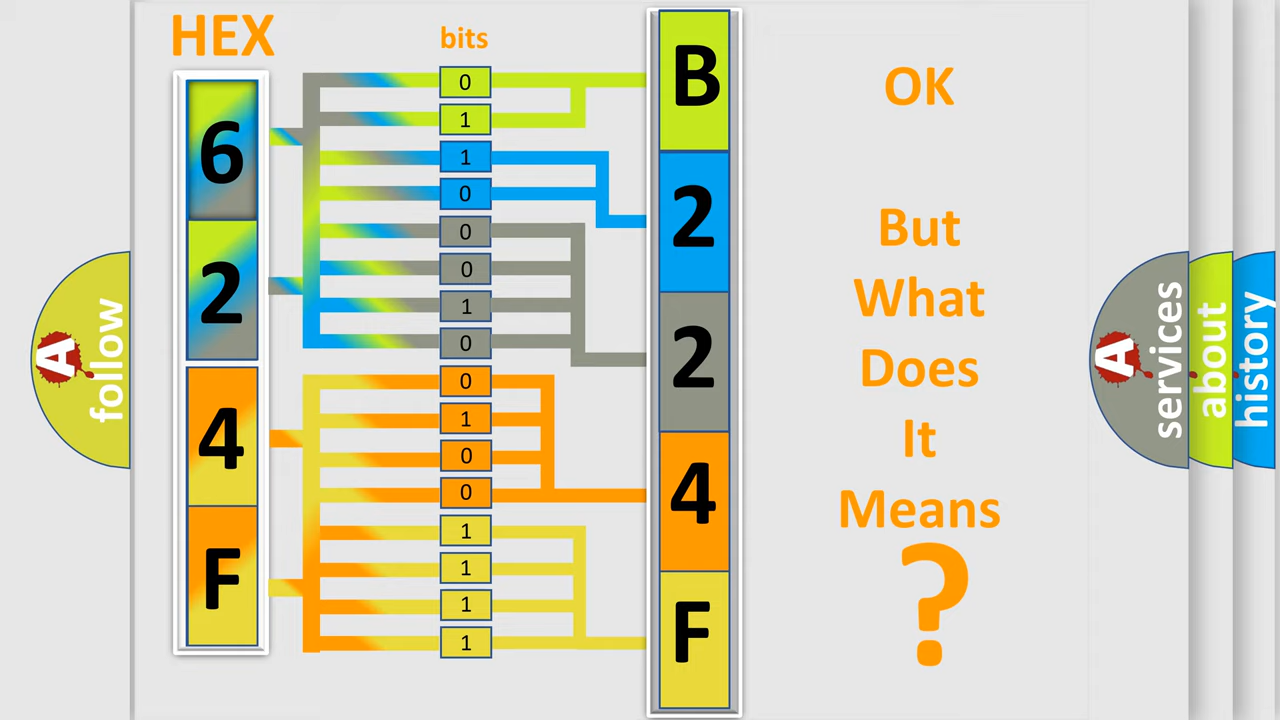 HEX
bits
6
2
4
F
0
1
1
0
0
0
1
0
0
1
0
0
1
1
1
1
B
2
2
4
F
OK
But
What
Does
It
Means
?
A
follow
A
services
about
history